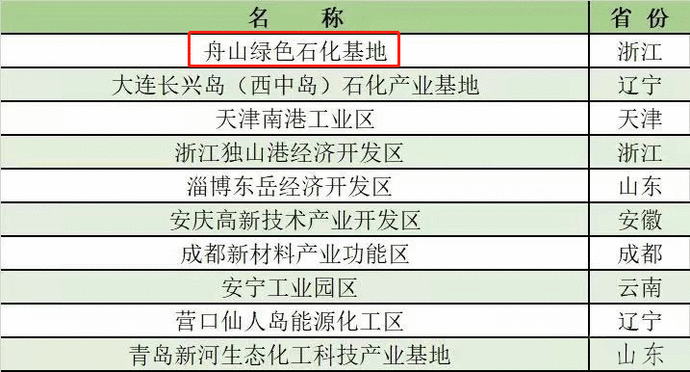 名 称 省 份
舟山绿色石化基地 浙江
大连长兴岛（西中岛）石化产业基地 辽宁
天津南港工业区 天津
浙江独山港经济开发区 浙江
淄博东岳经济开发区 山东
安庆高新技术产业开发区 安徽
成都新材料产业功能区 成都
安宁工业园区 云南
营口仙人岛能源化工区 辽宁
青岛新河生态化工科技产业基地 山东